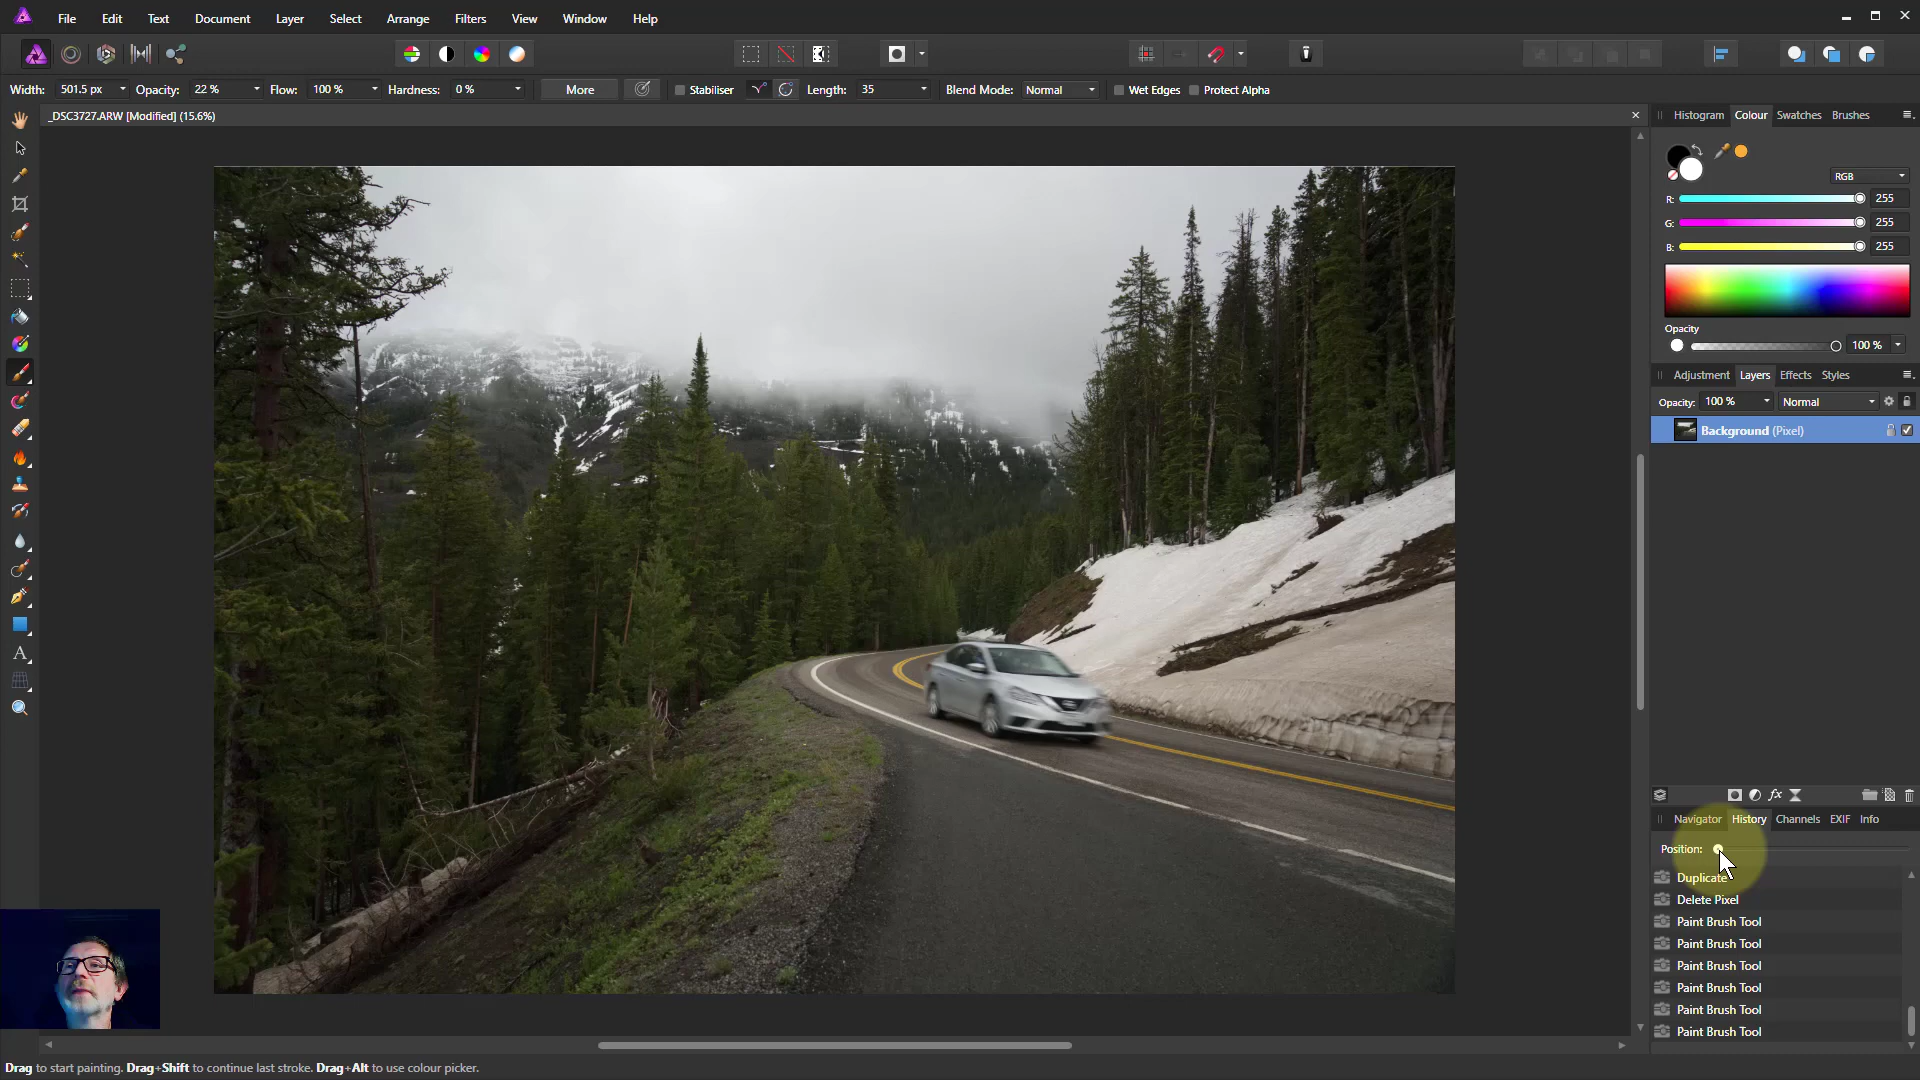 File Edit Text Document Layer Select Arrange Filters View Window Help
Width: 501.5 px Opacity: 22 % Flow: 100 % Hardness: 0 % More Stabiliser Length: 35 Blend Mode: Normal Wet Edges Protect Alpha
_DSC3727.ARW [Modified] (15.6%)
Histogram Colour Swatches Brushes
RGB
R: 255
G: 255
B: 255
Opacity
100 %
Adjustment Layers Effects Styles
Opacity: 100 % Normal
Background (Pixel)
fx
Navigator History Channels EXIF Info
Position:
Duplicate
Delete Pixel
Paint Brush Tool
Paint Brush Tool
Paint Brush Tool
Paint Brush Tool
Paint Brush Tool
Paint Brush Tool
Drag to start painting. Drag+Shift to continue last stroke. Drag+Alt to use colour picker.